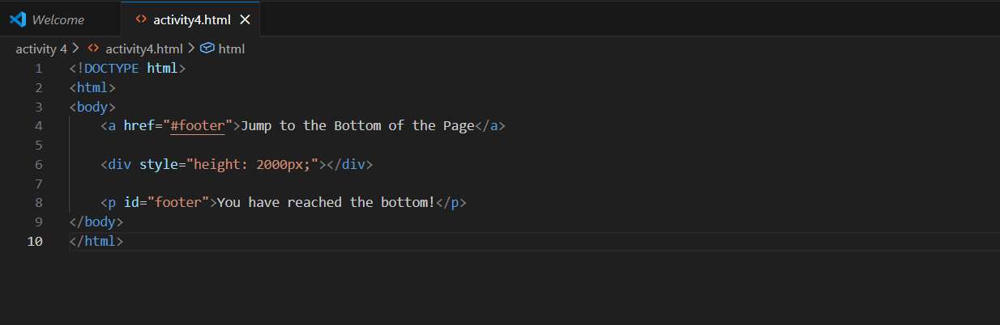 Welcome activity4.html
activity 4 > activity4.html > html
1 <!DOCTYPE html>
2 <html>
3 <body>
4     <a href="#footer">Jump to the Bottom of the Page</a>
5
6     <div style="height: 2000px;"></div>
7
8     <p id="footer">You have reached the bottom!</p>
9 </body>
10 </html>